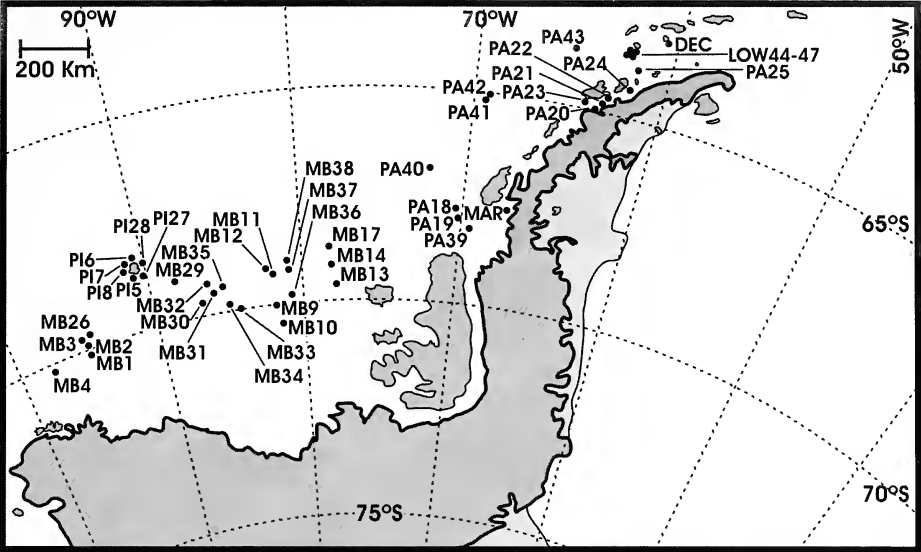 90°W
70°W
50°W
200 Km
PA43
DEC
PA22
LOW44-47
PA24
PA25
PA21
PA42
PA23
PA41
PA20
MB38
PA40
MB37
MB36
PI27
MB11
PA18
MAR
PI28
PA19
65°S
MB12
MB17
PA39
MB35
PI6
MB14
PI7
MB29
MB13
PI8
PI5
MB32
MB9
MB30
MB10
MB26
MB3
MB2
MB31
MB33
MB1
MB34
MB4
70°S
75°S